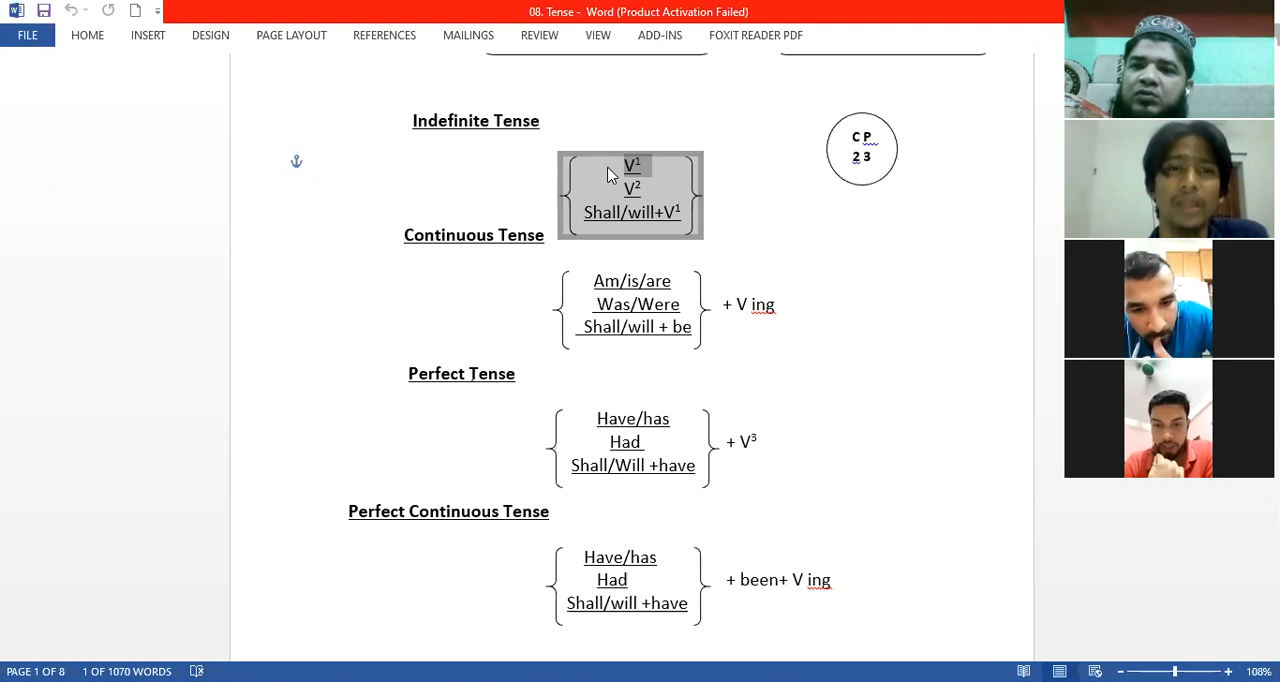 08. Tense - Word (Product Activation Failed)
FILE HOME INSERT DESIGN PAGE LAYOUT REFERENCES MAILINGS REVIEW VIEW ADD-INS FOXIT READER PDF
Indefinite Tense
C P
2 3
V¹
V²
Shall/will+V¹
Continuous Tense
Am/is/are
Was/Were + V ing
Shall/will + be
Perfect Tense
Have/has
Had + V³
Shall/Will +have
Perfect Continuous Tense
Have/has
Had + been+ V ing
Shall/will +have
PAGE 1 OF 8 1 OF 1070 WORDS 108%